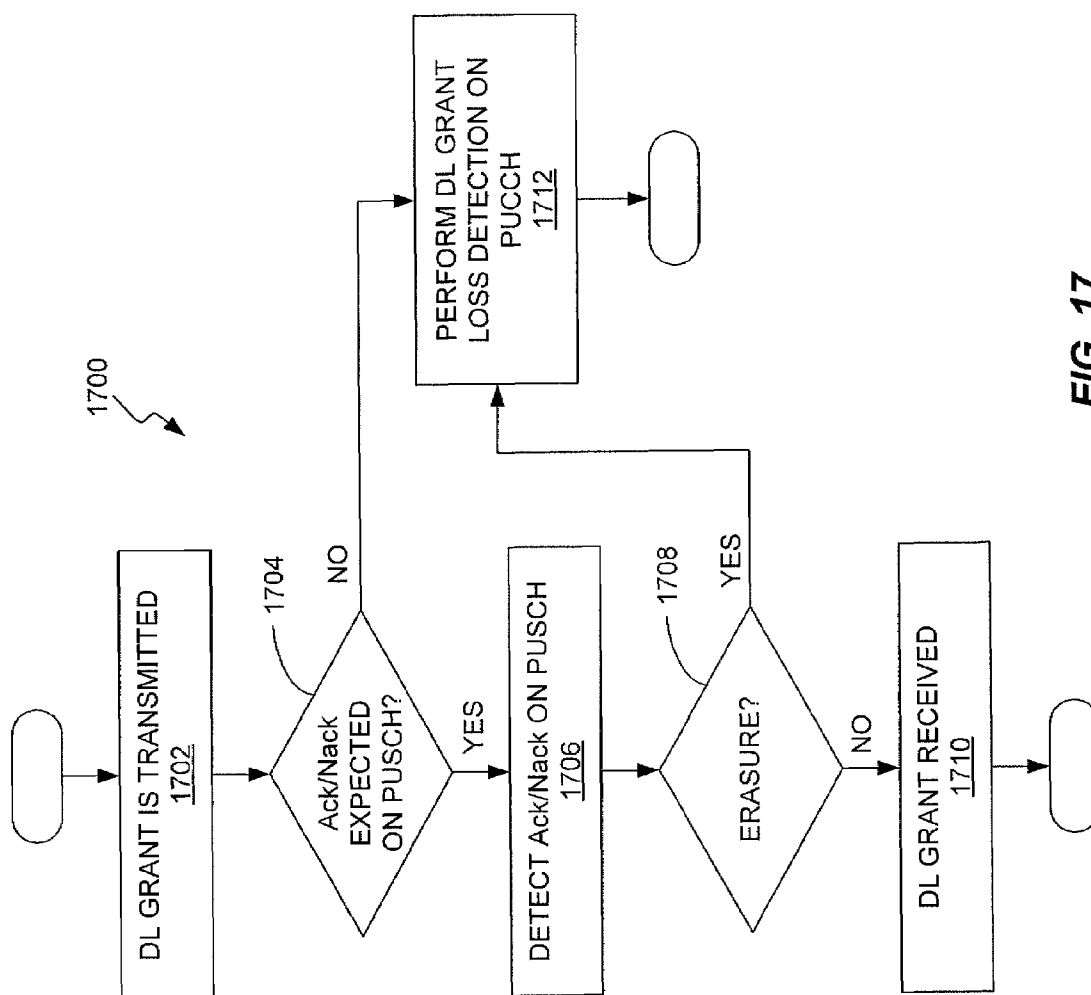 1700
DL GRANT IS TRANSMITTED
1702
1704
Ack/Nack
EXPECTED
ON PUSCH?
NO
YES
DETECT Ack/Nack ON PUSCH
1706
1708
ERASURE?
YES
NO
DL GRANT RECEIVED
1710
PERFORM DL GRANT
LOSS DETECTION ON
PUCCH
1712
FIG. 17